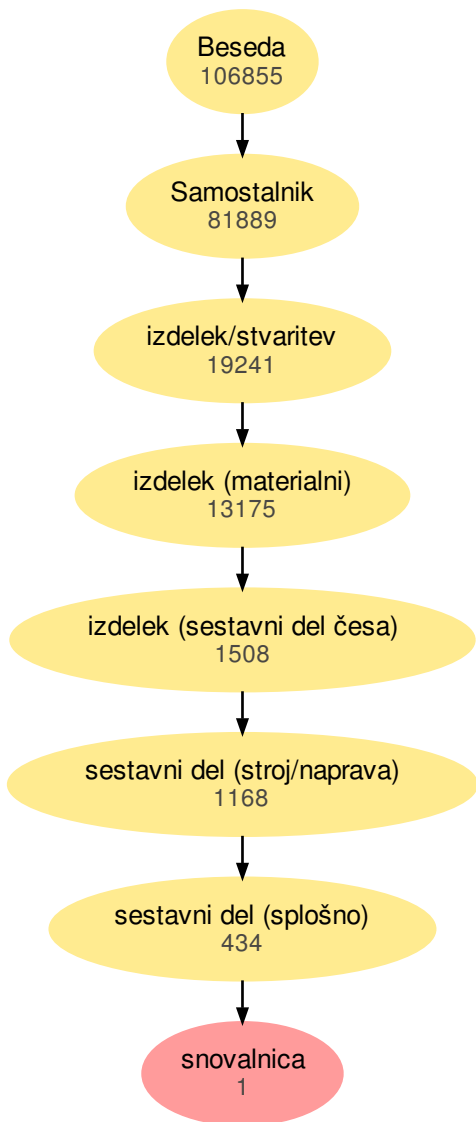 Beseda
106855
Samostalnik
81889
izdelek/stvaritev
19241
izdelek (materialni)
13175
izdelek (sestavni del česa)
1508
sestavni del (stroj/naprava)
1168
sestavni del (splošno)
434
snovalnica
1